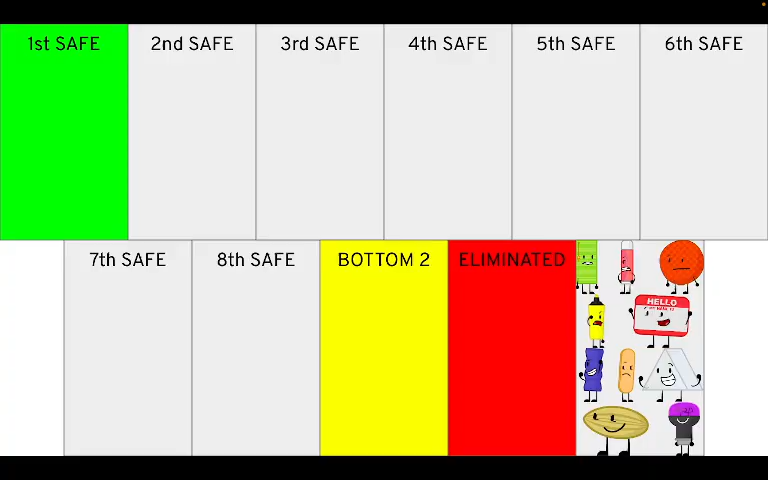 1st SAFE
2nd SAFE
3rd SAFE
4th SAFE
5th SAFE
6th SAFE
7th SAFE
8th SAFE
BOTTOM 2
ELIMINATED
HELLO